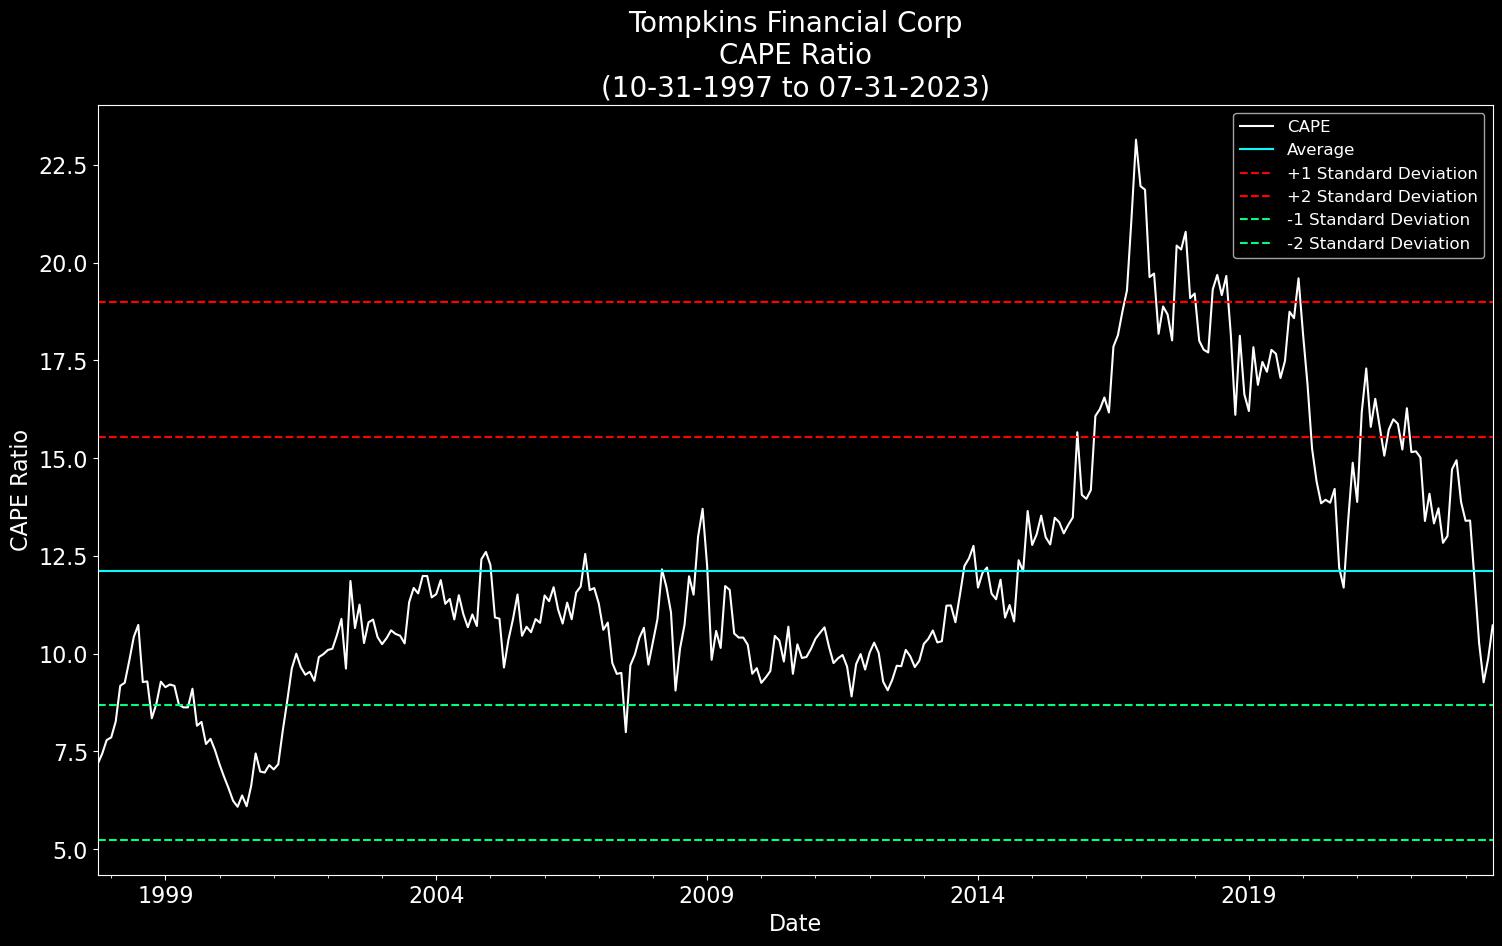 Tompkins Financial Corp
CAPE Ratio
(10-31-1997 to 07-31-2023)
CAPE
Average
+1 Standard Deviation
+2 Standard Deviation
-1 Standard Deviation
-2 Standard Deviation
CAPE Ratio
22.5
20.0
17.5
15.0
12.5
10.0
7.5
5.0
1999
2004
2009
2014
2019
Date